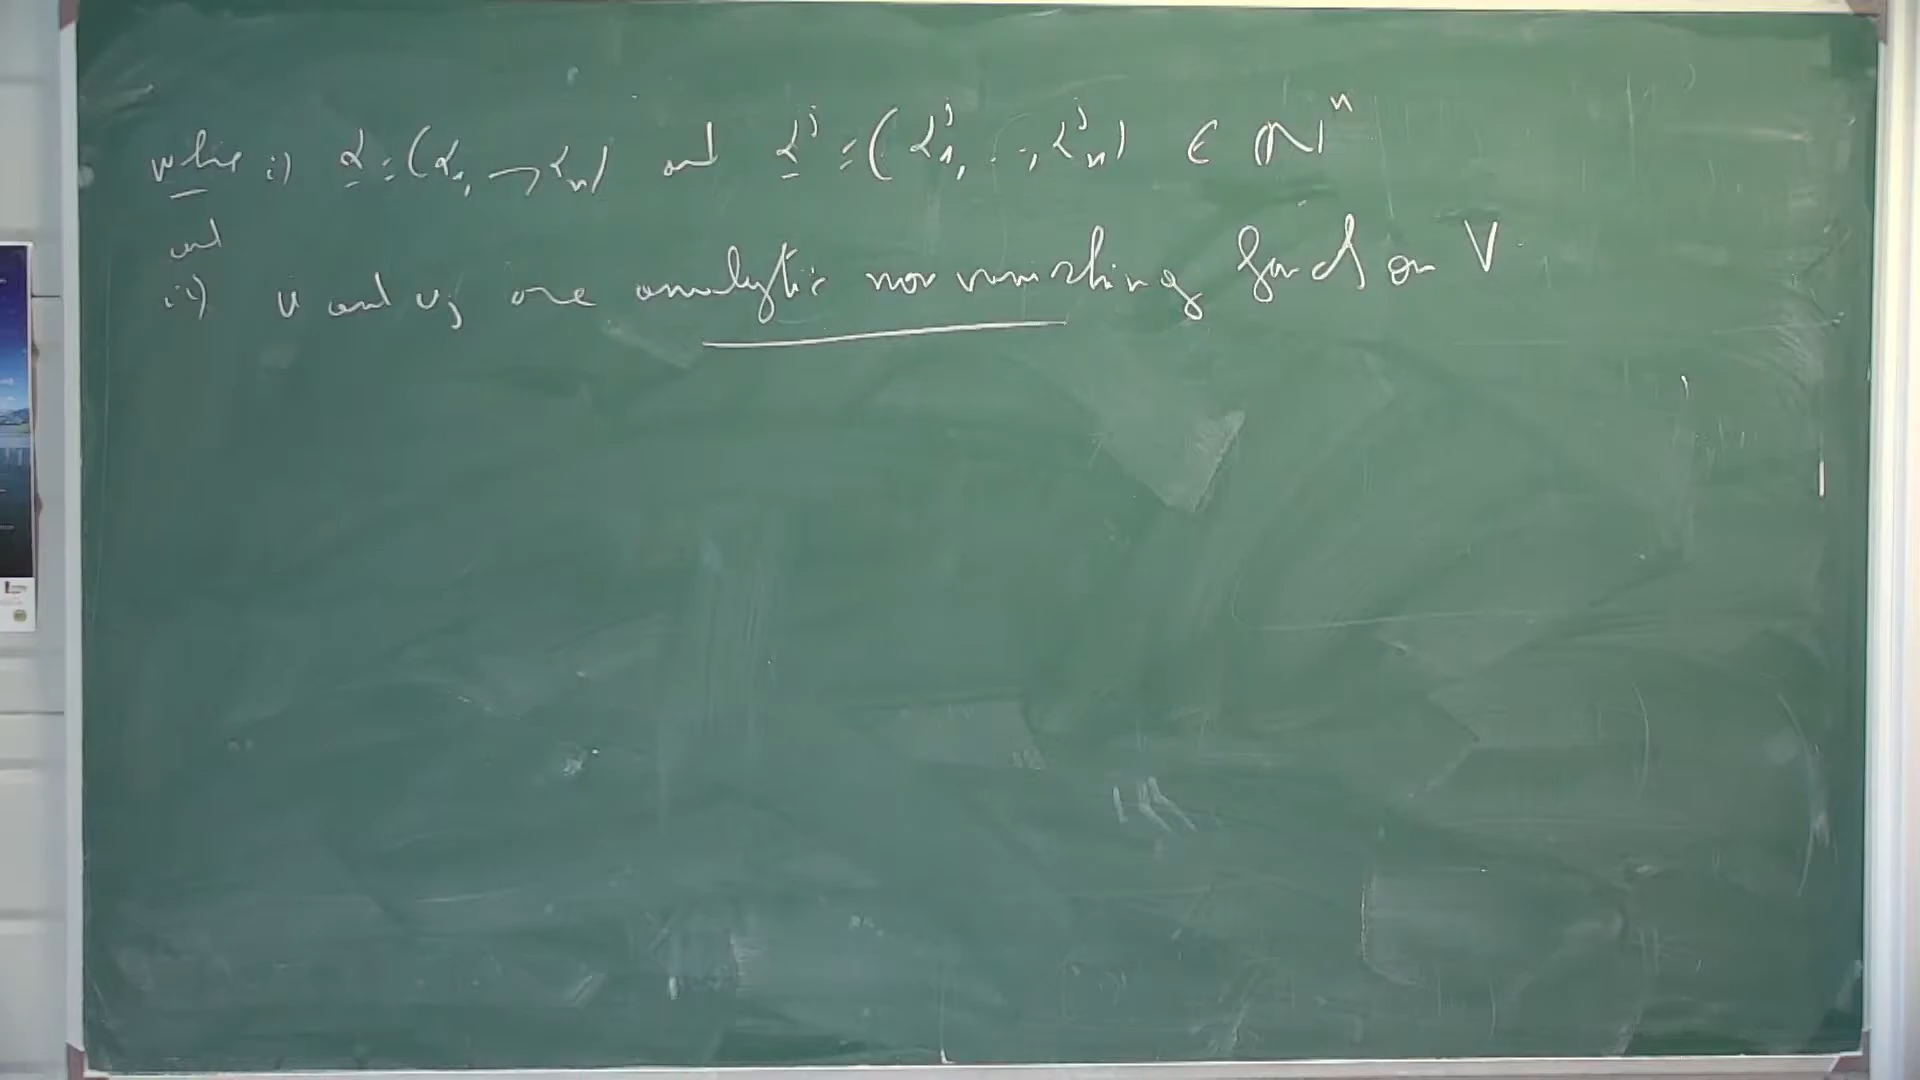 where i) α = (α₁, → αₙ) and αʲ = (αʲ₁, .., αʲₙ) ∈ ℕⁿ
and
ii) u and uⱼ are analytic non vanishing funct on V.